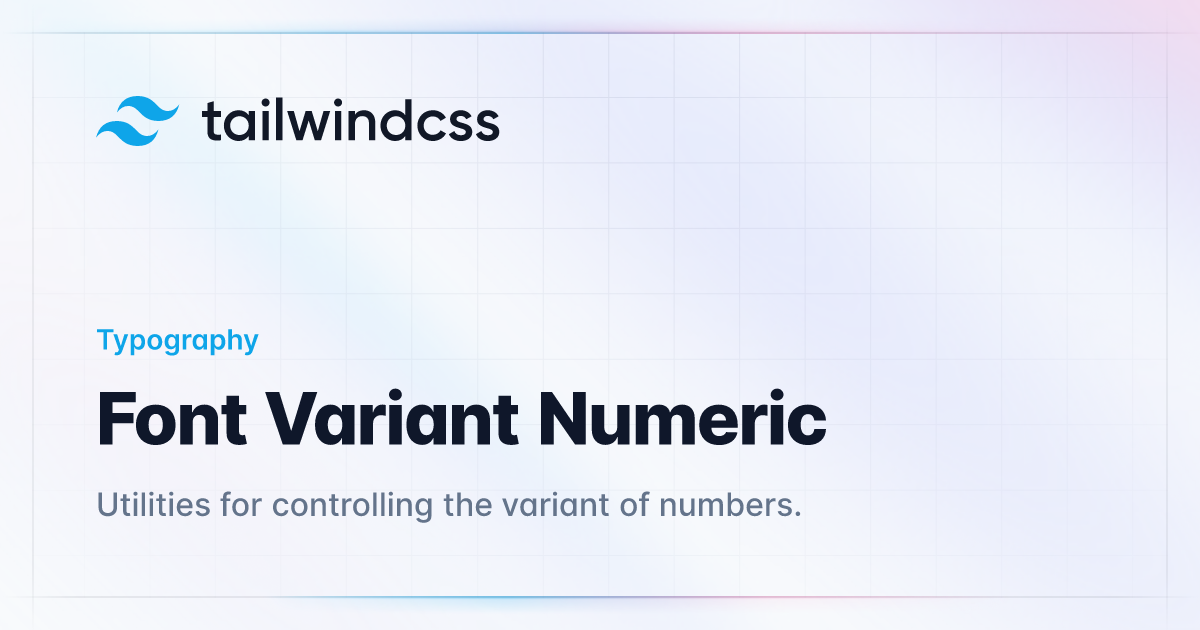 tailwindcss
Typography
Font Variant Numeric
Utilities for controlling the variant of numbers.